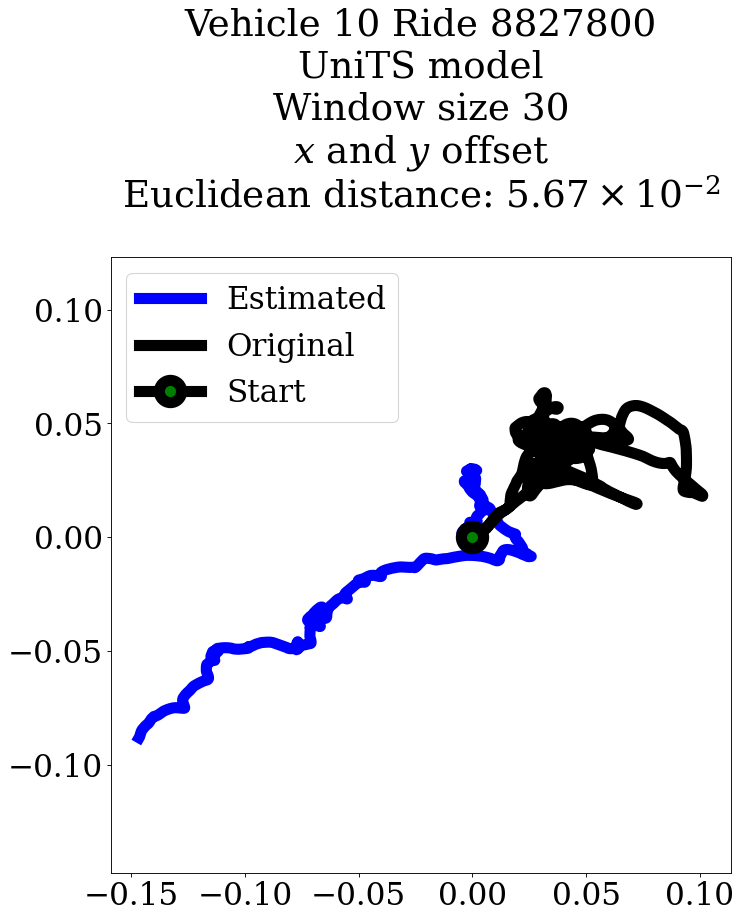 Vehicle 10 Ride 8827800
UniTS model
Window size 30
x and y offset
Euclidean distance: 5.67 × 10⁻²
Estimated
Original
Start
0.10
0.05
0.00
−0.05
−0.10
−0.15 −0.10 −0.05 0.00 0.05 0.10